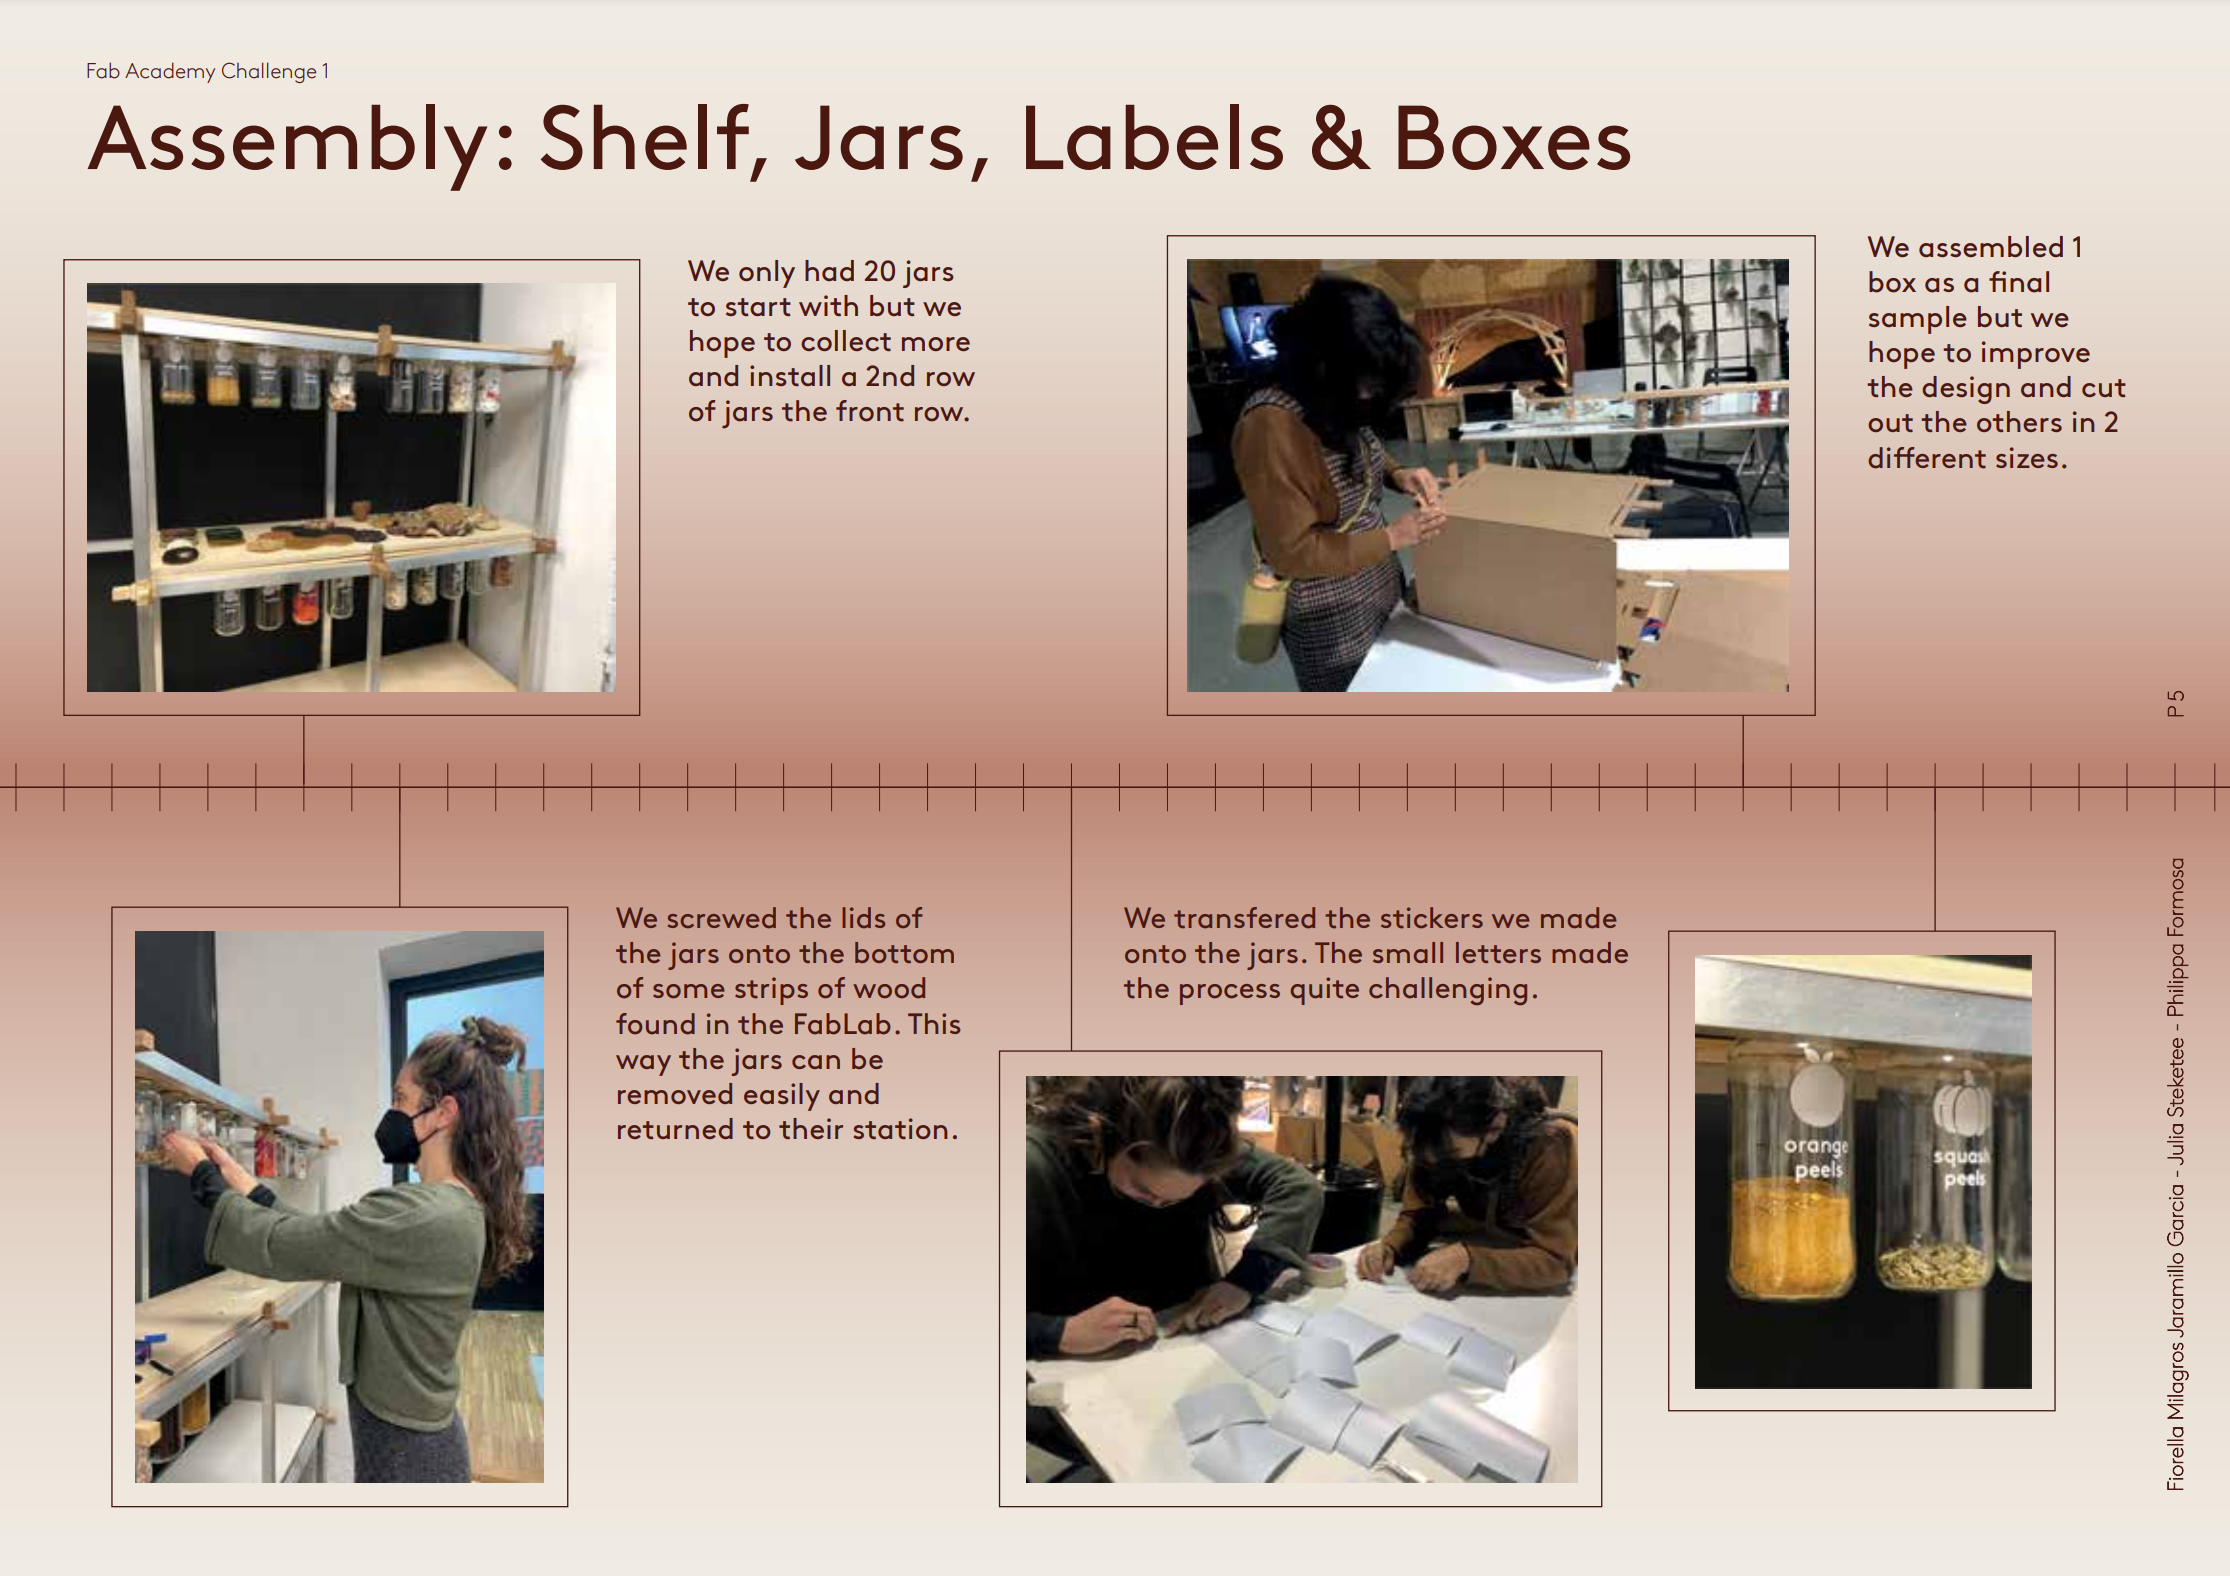 Fab Academy Challenge 1
Assembly: Shelf, Jars, Labels & Boxes
We only had 20 jars
to start with but we
hope to collect more
and install a 2nd row
of jars the front row.
We assembled 1
box as a final
sample but we
hope to improve
the design and cut
out the others in 2
different sizes.
P 5
We screwed the lids of
the jars onto the bottom
of some strips of wood
found in the FabLab. This
way the jars can be
removed easily and
returned to their station.
We transfered the stickers we made
onto the jars. The small letters made
the process quite challenging.
orange
peels
squash
peels
Fiorella Milagros Jaramillo Garcia - Julia Steketee - Philippa Formosa